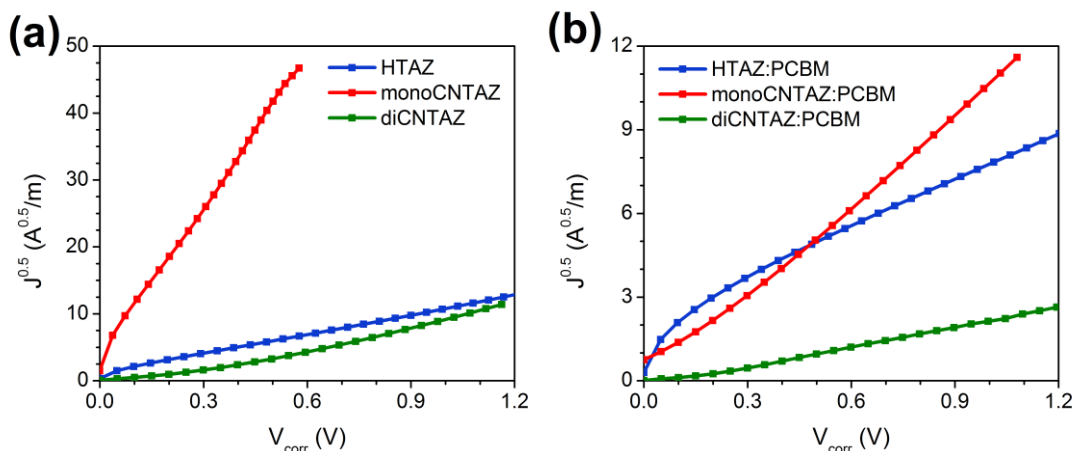 (a)
50
40
30
20
10
0
0.0 0.3 0.6 0.9 1.2
J^0.5 (A^0.5/m)
V_corr (V)
HTAZ
monoCNTAZ
diCNTAZ
(b)
12
9
6
3
0
0.0 0.3 0.6 0.9 1.2
J^0.5 (A^0.5/m)
V_corr (V)
HTAZ:PCBM
monoCNTAZ:PCBM
diCNTAZ:PCBM